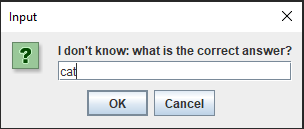 Input
I don't know: what is the correct answer?
cat
OK
Cancel